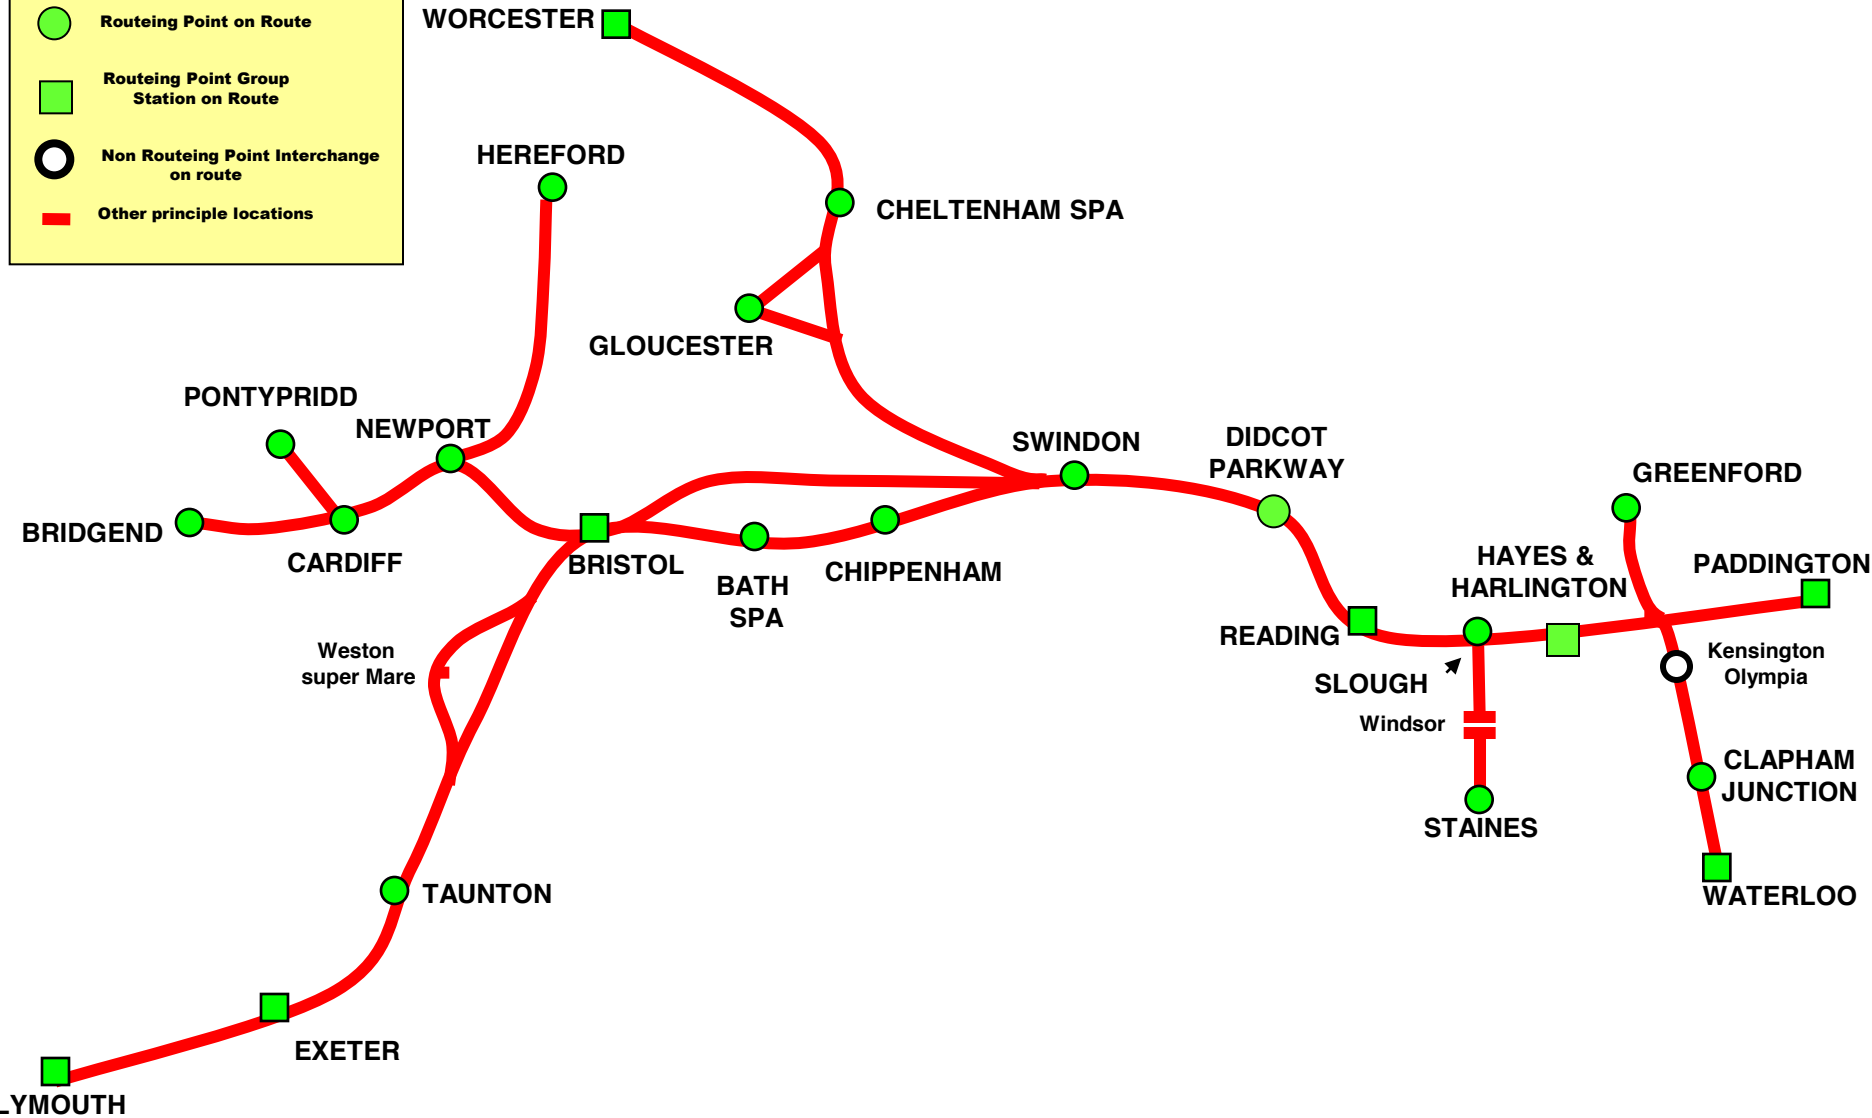 Routeing Point on Route
Routeing Point Group
Station on Route
Non Routeing Point Interchange
on route
Other principle locations
WORCESTER
HEREFORD
CHELTENHAM SPA
GLOUCESTER
PONTYPRIDD
NEWPORT
BRIDGEND
CARDIFF
BRISTOL
BATH
SPA
CHIPPENHAM
SWINDON
DIDCOT
PARKWAY
READING
SLOUGH
HAYES &
HARLINGTON
GREENFORD
PADDINGTON
Kensington
Olympia
Windsor
STAINES
CLAPHAM
JUNCTION
WATERLOO
Weston
super Mare
TAUNTON
EXETER
LYMOUTH